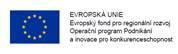 EVROPSKÁ UNIE
Evropský fond pro regionální rozvoj
Operační program Podnikání
a inovace pro konkurenceschopnost